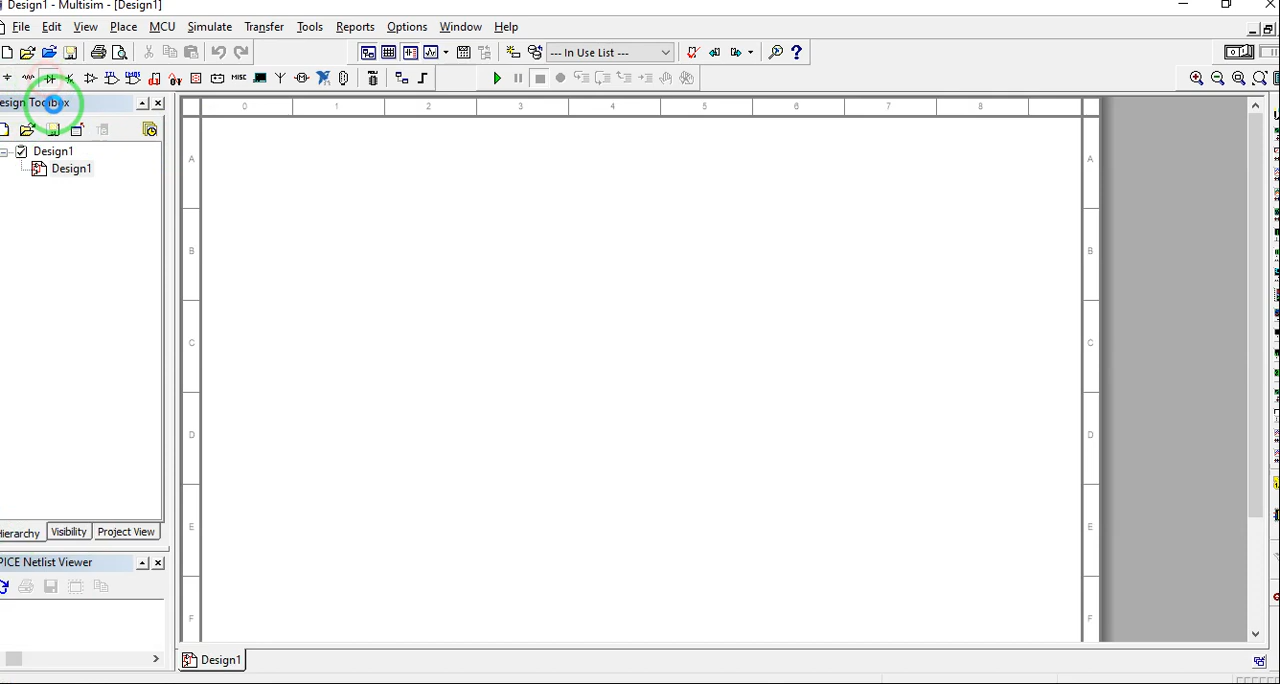 Design1 - Multisim - [Design1]
File Edit View Place MCU Simulate Transfer Tools Reports Options Window Help
--- In Use List ---
MISC
esign Toolbox
0 1 2 3 4 5 6 7 8
Design1
Design1
A A
B B
C C
D D
E E
F F
Hierarchy Visibility Project View
PICE Netlist Viewer
Design1